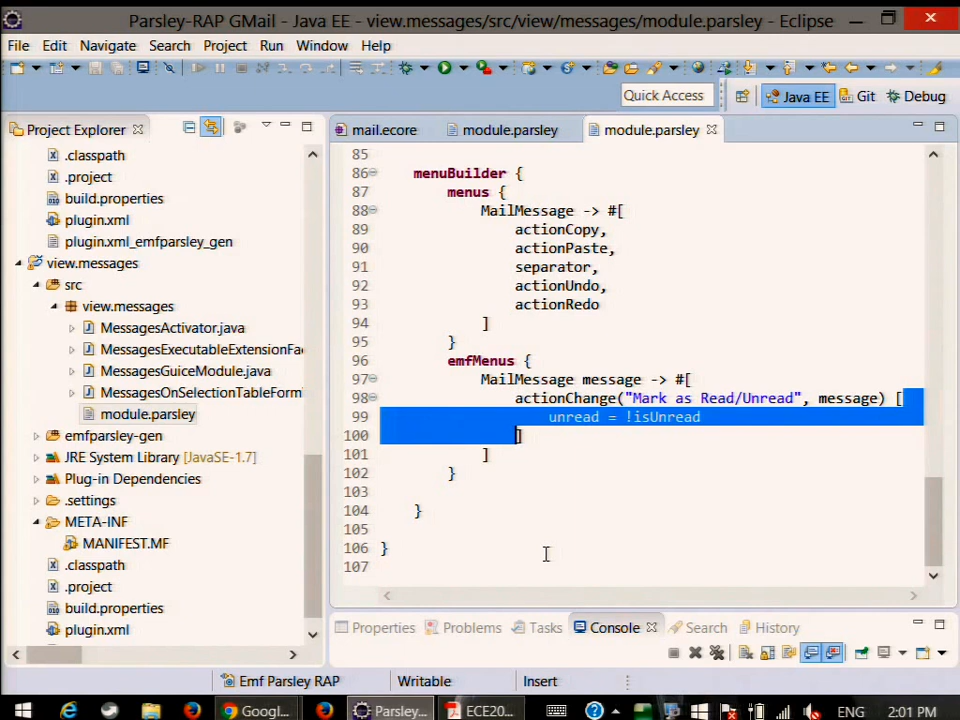 Parsley-RAP GMail - Java EE - view.messages/src/view/messages/module.parsley - Eclipse
File Edit Navigate Search Project Run Window Help
Quick Access
Java EE
Git
Debug
Project Explorer
mail.ecore
module.parsley
module.parsley
.classpath
.project
build.properties
plugin.xml
plugin.xml_emfparsley_gen
view.messages
src
view.messages
MessagesActivator.java
MessagesExecutableExtensionFac
MessagesGuiceModule.java
MessagesOnSelectionTableForml
module.parsley
emfparsley-gen
JRE System Library [JavaSE-1.7]
Plug-in Dependencies
.settings
META-INF
MANIFEST.MF
.classpath
.project
build.properties
plugin.xml
85
86 menuBuilder {
87 menus {
88 MailMessage -> #[
89 actionCopy,
90 actionPaste,
91 separator,
92 actionUndo,
93 actionRedo
94 ]
95 }
96 emfMenus {
97 MailMessage message -> #[
98 actionChange("Mark as Read/Unread", message) [
99 unread = !isUnread
100 ]
101 ]
102 }
103
104 }
105
106 }
107
Properties Problems Tasks Console Search History
Emf Parsley RAP
Writable
Insert
Googl...
Parsley...
ECE20...
ENG
2:01 PM